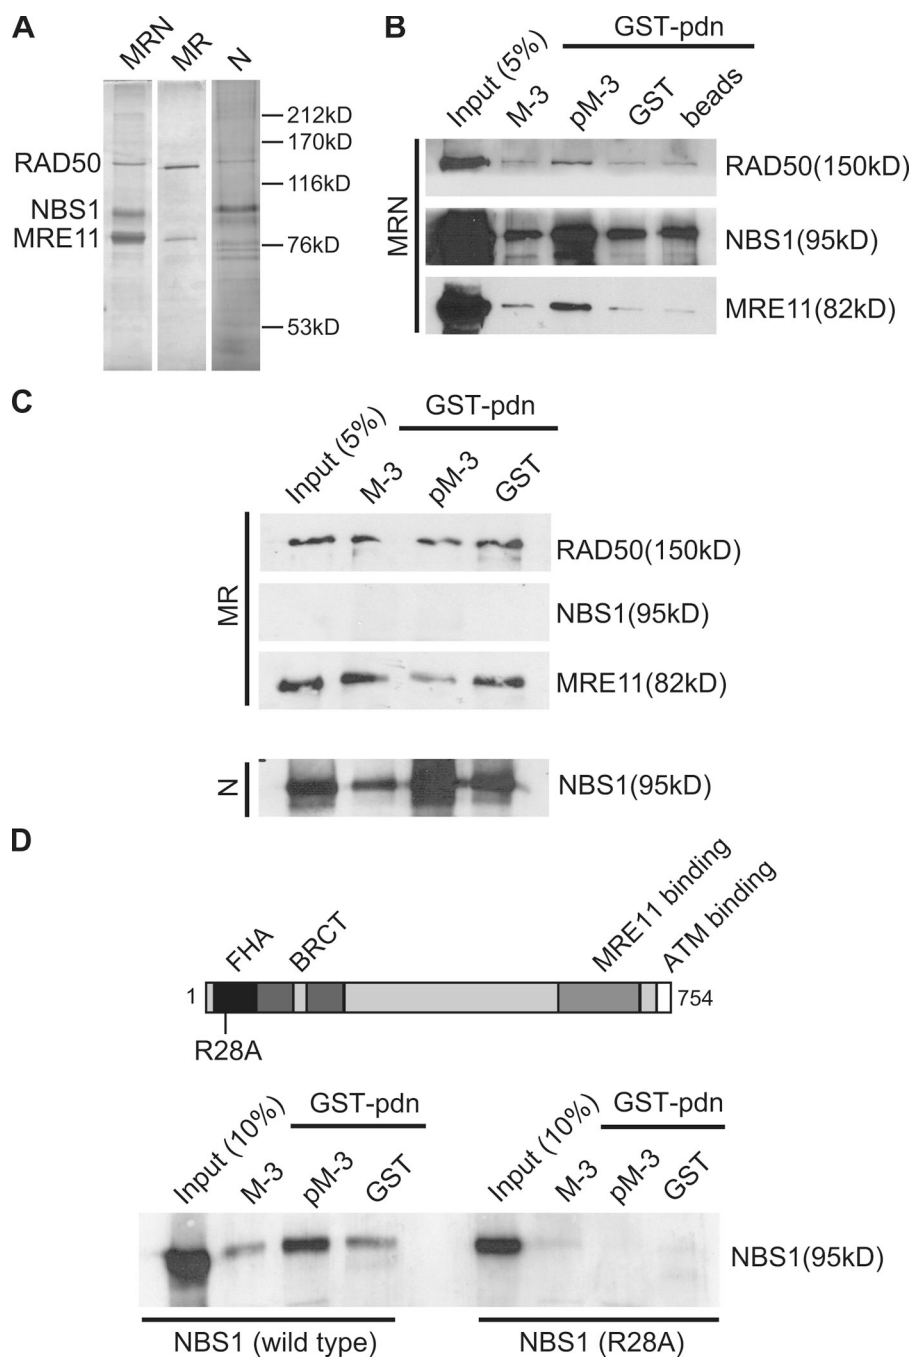 A
MRN
MR
N
RAD50
NBS1
MRE11
212kD
170kD
116kD
76kD
53kD
B
GST-pdn
Input (5%)
M-3
pM-3
GST
beads
MRN
RAD50(150kD)
NBS1(95kD)
MRE11(82kD)
C
GST-pdn
Input (5%)
M-3
pM-3
GST
MR
RAD50(150kD)
NBS1(95kD)
MRE11(82kD)
N
NBS1(95kD)
D
FHA
BRCT
MRE11 binding
ATM binding
1
754
R28A
GST-pdn
Input (10%)
M-3
pM-3
GST
GST-pdn
Input (10%)
M-3
pM-3
GST
NBS1(95kD)
NBS1 (wild type)
NBS1 (R28A)